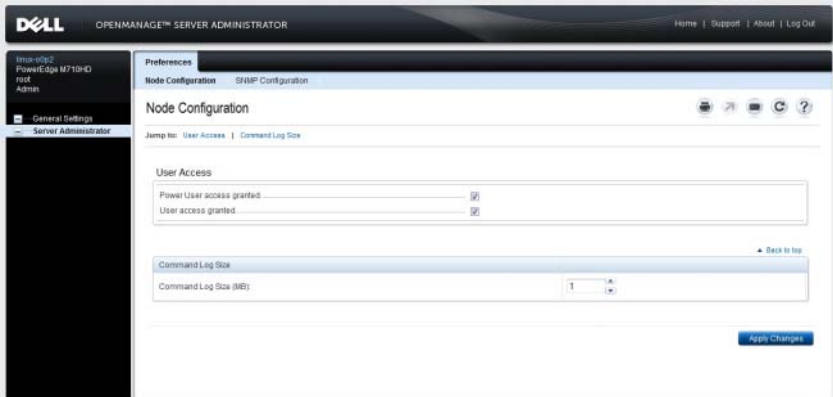 DELL OPENMANAGE™ SERVER ADMINISTRATOR
Home | Support | About | Log Out
linux-o0p2
PowerEdge M710HD
root
Admin
General Settings
Server Administrator
Preferences
Node Configuration SNMP Configuration
Node Configuration
Jump to: User Access | Command Log Size
User Access
Power User access granted
User access granted
Back to top
Command Log Size
Command Log Size (MB): 1
Apply Changes